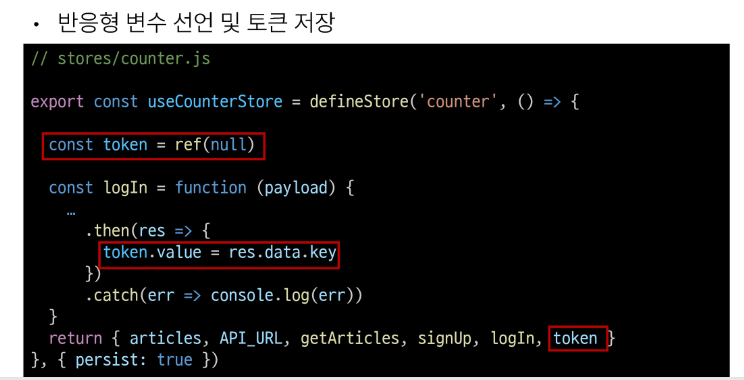 • 반응형 변수 선언 및 토큰 저장
// stores/counter.js
export const useCounterStore = defineStore('counter', () => {
const token = ref(null)
const logIn = function (payload) {
…
.then(res => {
token.value = res.data.key
})
.catch(err => console.log(err))
}
return { articles, API_URL, getArticles, signUp, logIn, token }
}, { persist: true })